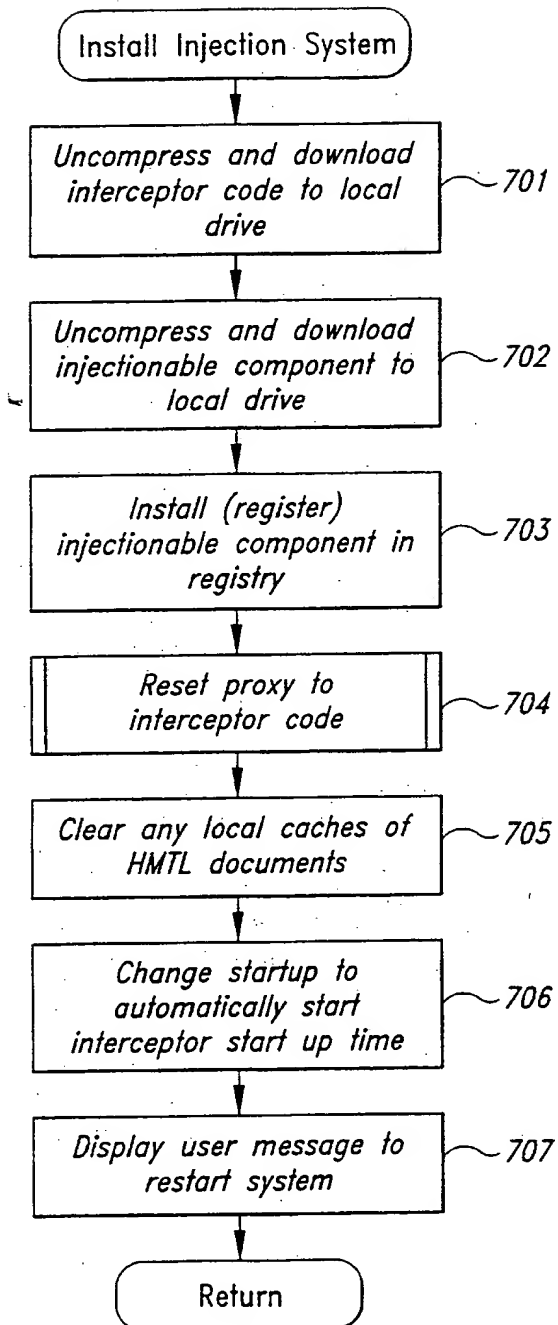 Install Injection System
Uncompress and download
interceptor code to local
drive
701
Uncompress and download
injectionable component to
local drive
702
Install (register)
injectionable component in
registry
703
Reset proxy to
interceptor code
704
Clear any local caches of
HMTL documents
705
Change startup to
automatically start
interceptor start up time
706
Display user message to
restart system
707
Return